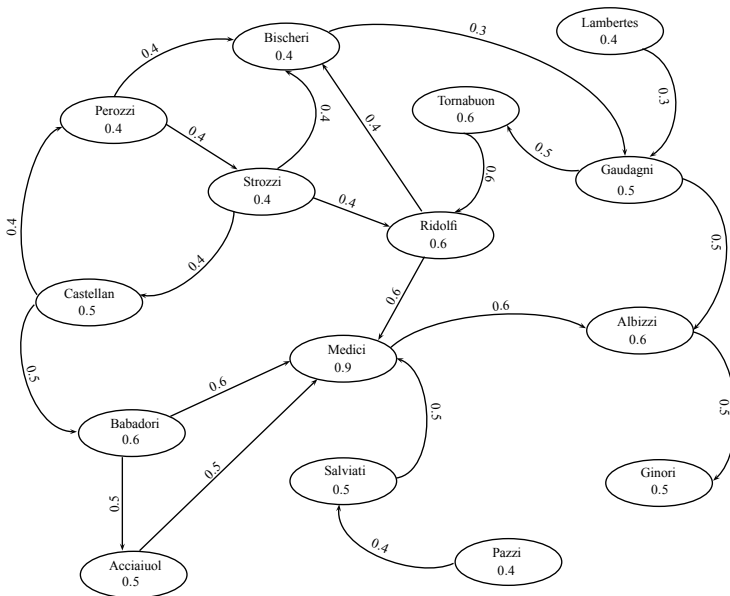 Bischeri
0.4
Lambertes
0.4
0.3
0.4
0.3
Tornabuon
0.6
Perozzi
0.4
0.4
0.4
0.4
0.5
0.6
Gaudagni
0.5
Strozzi
0.4
0.4
Ridolfi
0.6
0.4
0.4
0.5
Castellan
0.5
0.6
0.6
Albizzi
0.6
Medici
0.9
0.5
0.6
0.5
0.5
Babadori
0.6
0.5
Salviati
0.5
Ginori
0.5
0.5
0.4
Pazzi
0.4
Acciaiuol
0.5